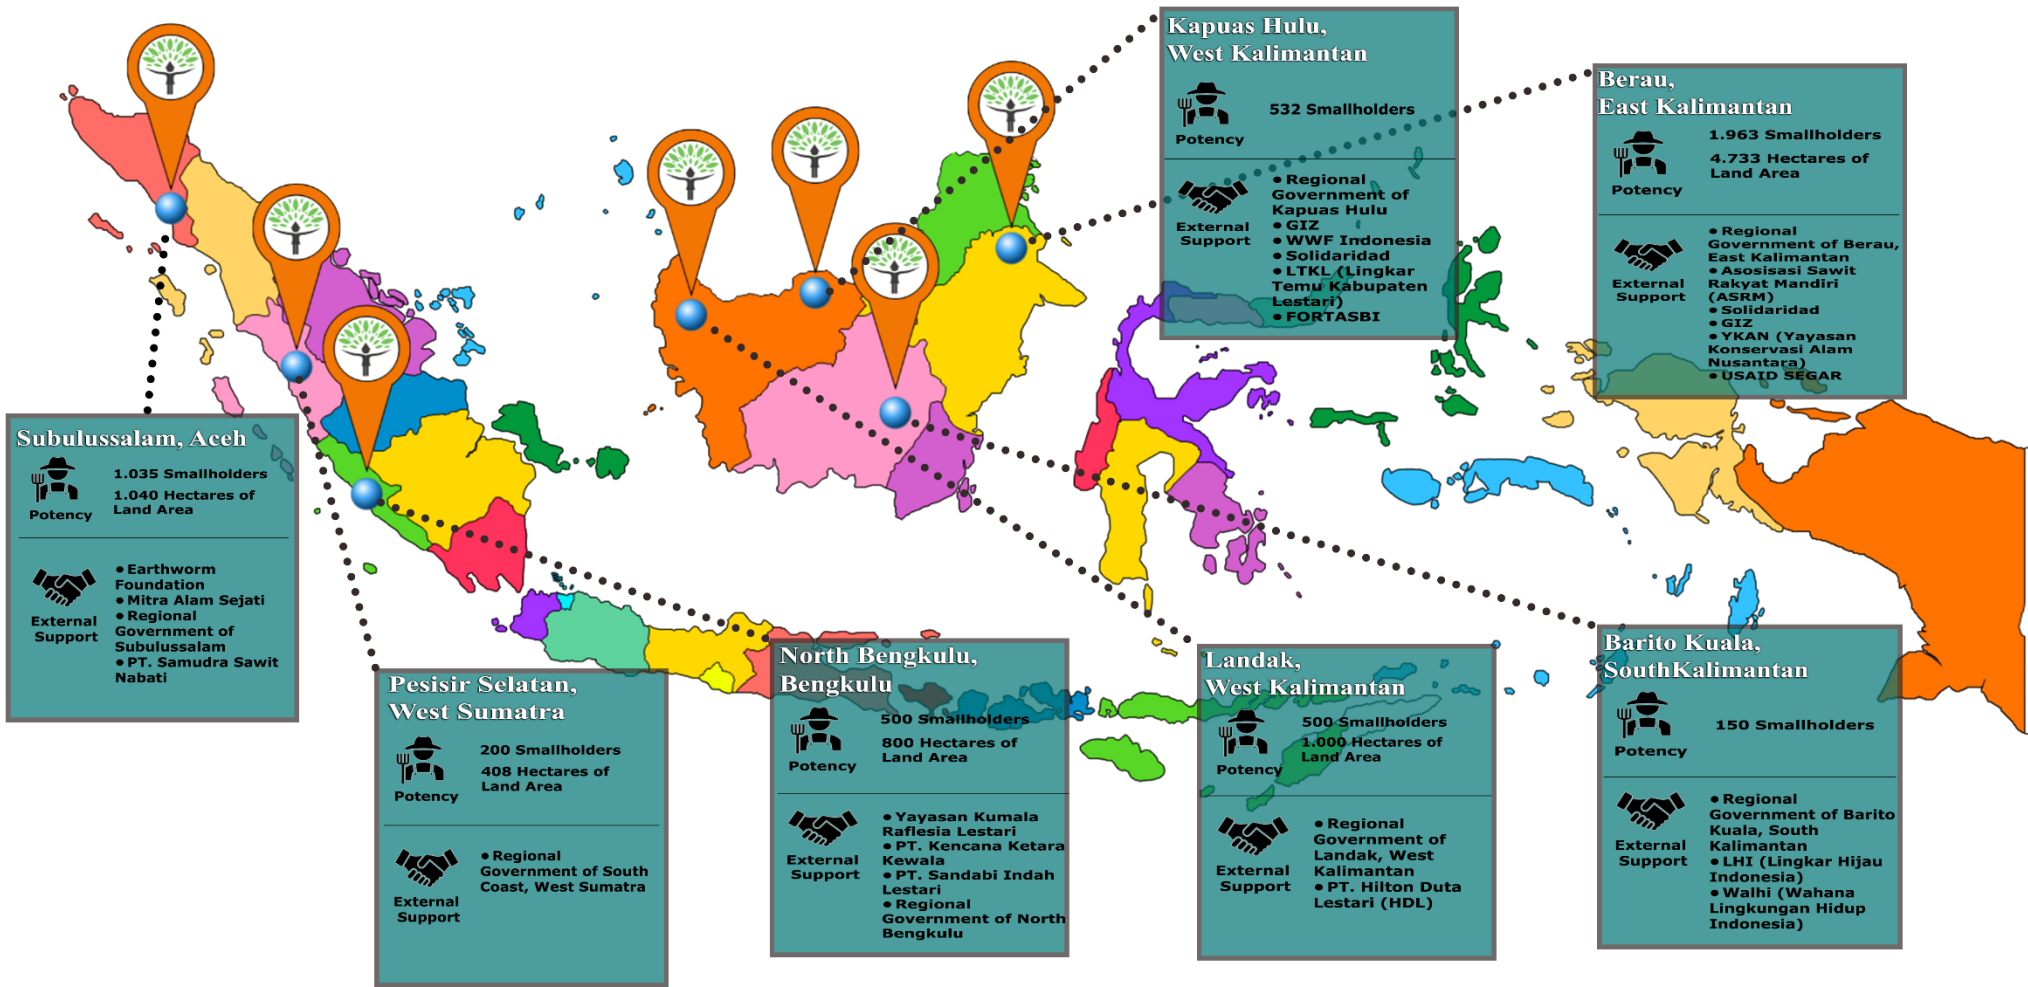 Kapuas Hulu,
West Kalimantan
532 Smallholders
Potency
● Regional
Government of
Kapuas Hulu
● GIZ
● WWF Indonesia
● Solidaridad
● LTKL (Lingkar
Temu Kabupaten
Lestari)
● FORTASBI
External
Support
Berau,
East Kalimantan
1.963 Smallholders
4.733 Hectares of
Land Area
Potency
● Regional
Government of Berau,
East Kalimantan
● Asosisasi Sawit
Rakyat Mandiri
(ASRM)
● Solidaridad
● GIZ
● YKAN (Yayasan
Konservasi Alam
Nusantara)
● USAID SEGAR
External
Support
Subulussalam, Aceh
1.035 Smallholders
1.040 Hectares of
Land Area
Potency
● Earthworm
Foundation
● Mitra Alam Sejati
● Regional
Government of
Subulussalam
● PT. Samudra Sawit
Nabati
External
Support
Pesisir Selatan,
West Sumatra
200 Smallholders
408 Hectares of
Land Area
Potency
● Regional
Government of South
Coast, West Sumatra
External
Support
North Bengkulu,
Bengkulu
500 Smallholders
800 Hectares of
Land Area
Potency
● Yayasan Kumala
Raflesia Lestari
● PT. Kencana Ketara
Kewala
● PT. Sandabi Indah
Lestari
● Regional
Government of North
Bengkulu
External
Support
Landak,
West Kalimantan
500 Smallholders
1.000 Hectares of
Land Area
Potency
● Regional
Government of
Landak, West
Kalimantan
● PT. Hilton Duta
Lestari (HDL)
External
Support
Barito Kuala,
SouthKalimantan
150 Smallholders
Potency
● Regional
Government of Barito
Kuala, South
Kalimantan
● LHI (Lingkar Hijau
Indonesia)
● Walhi (Wahana
Lingkungan Hidup
Indonesia)
External
Support